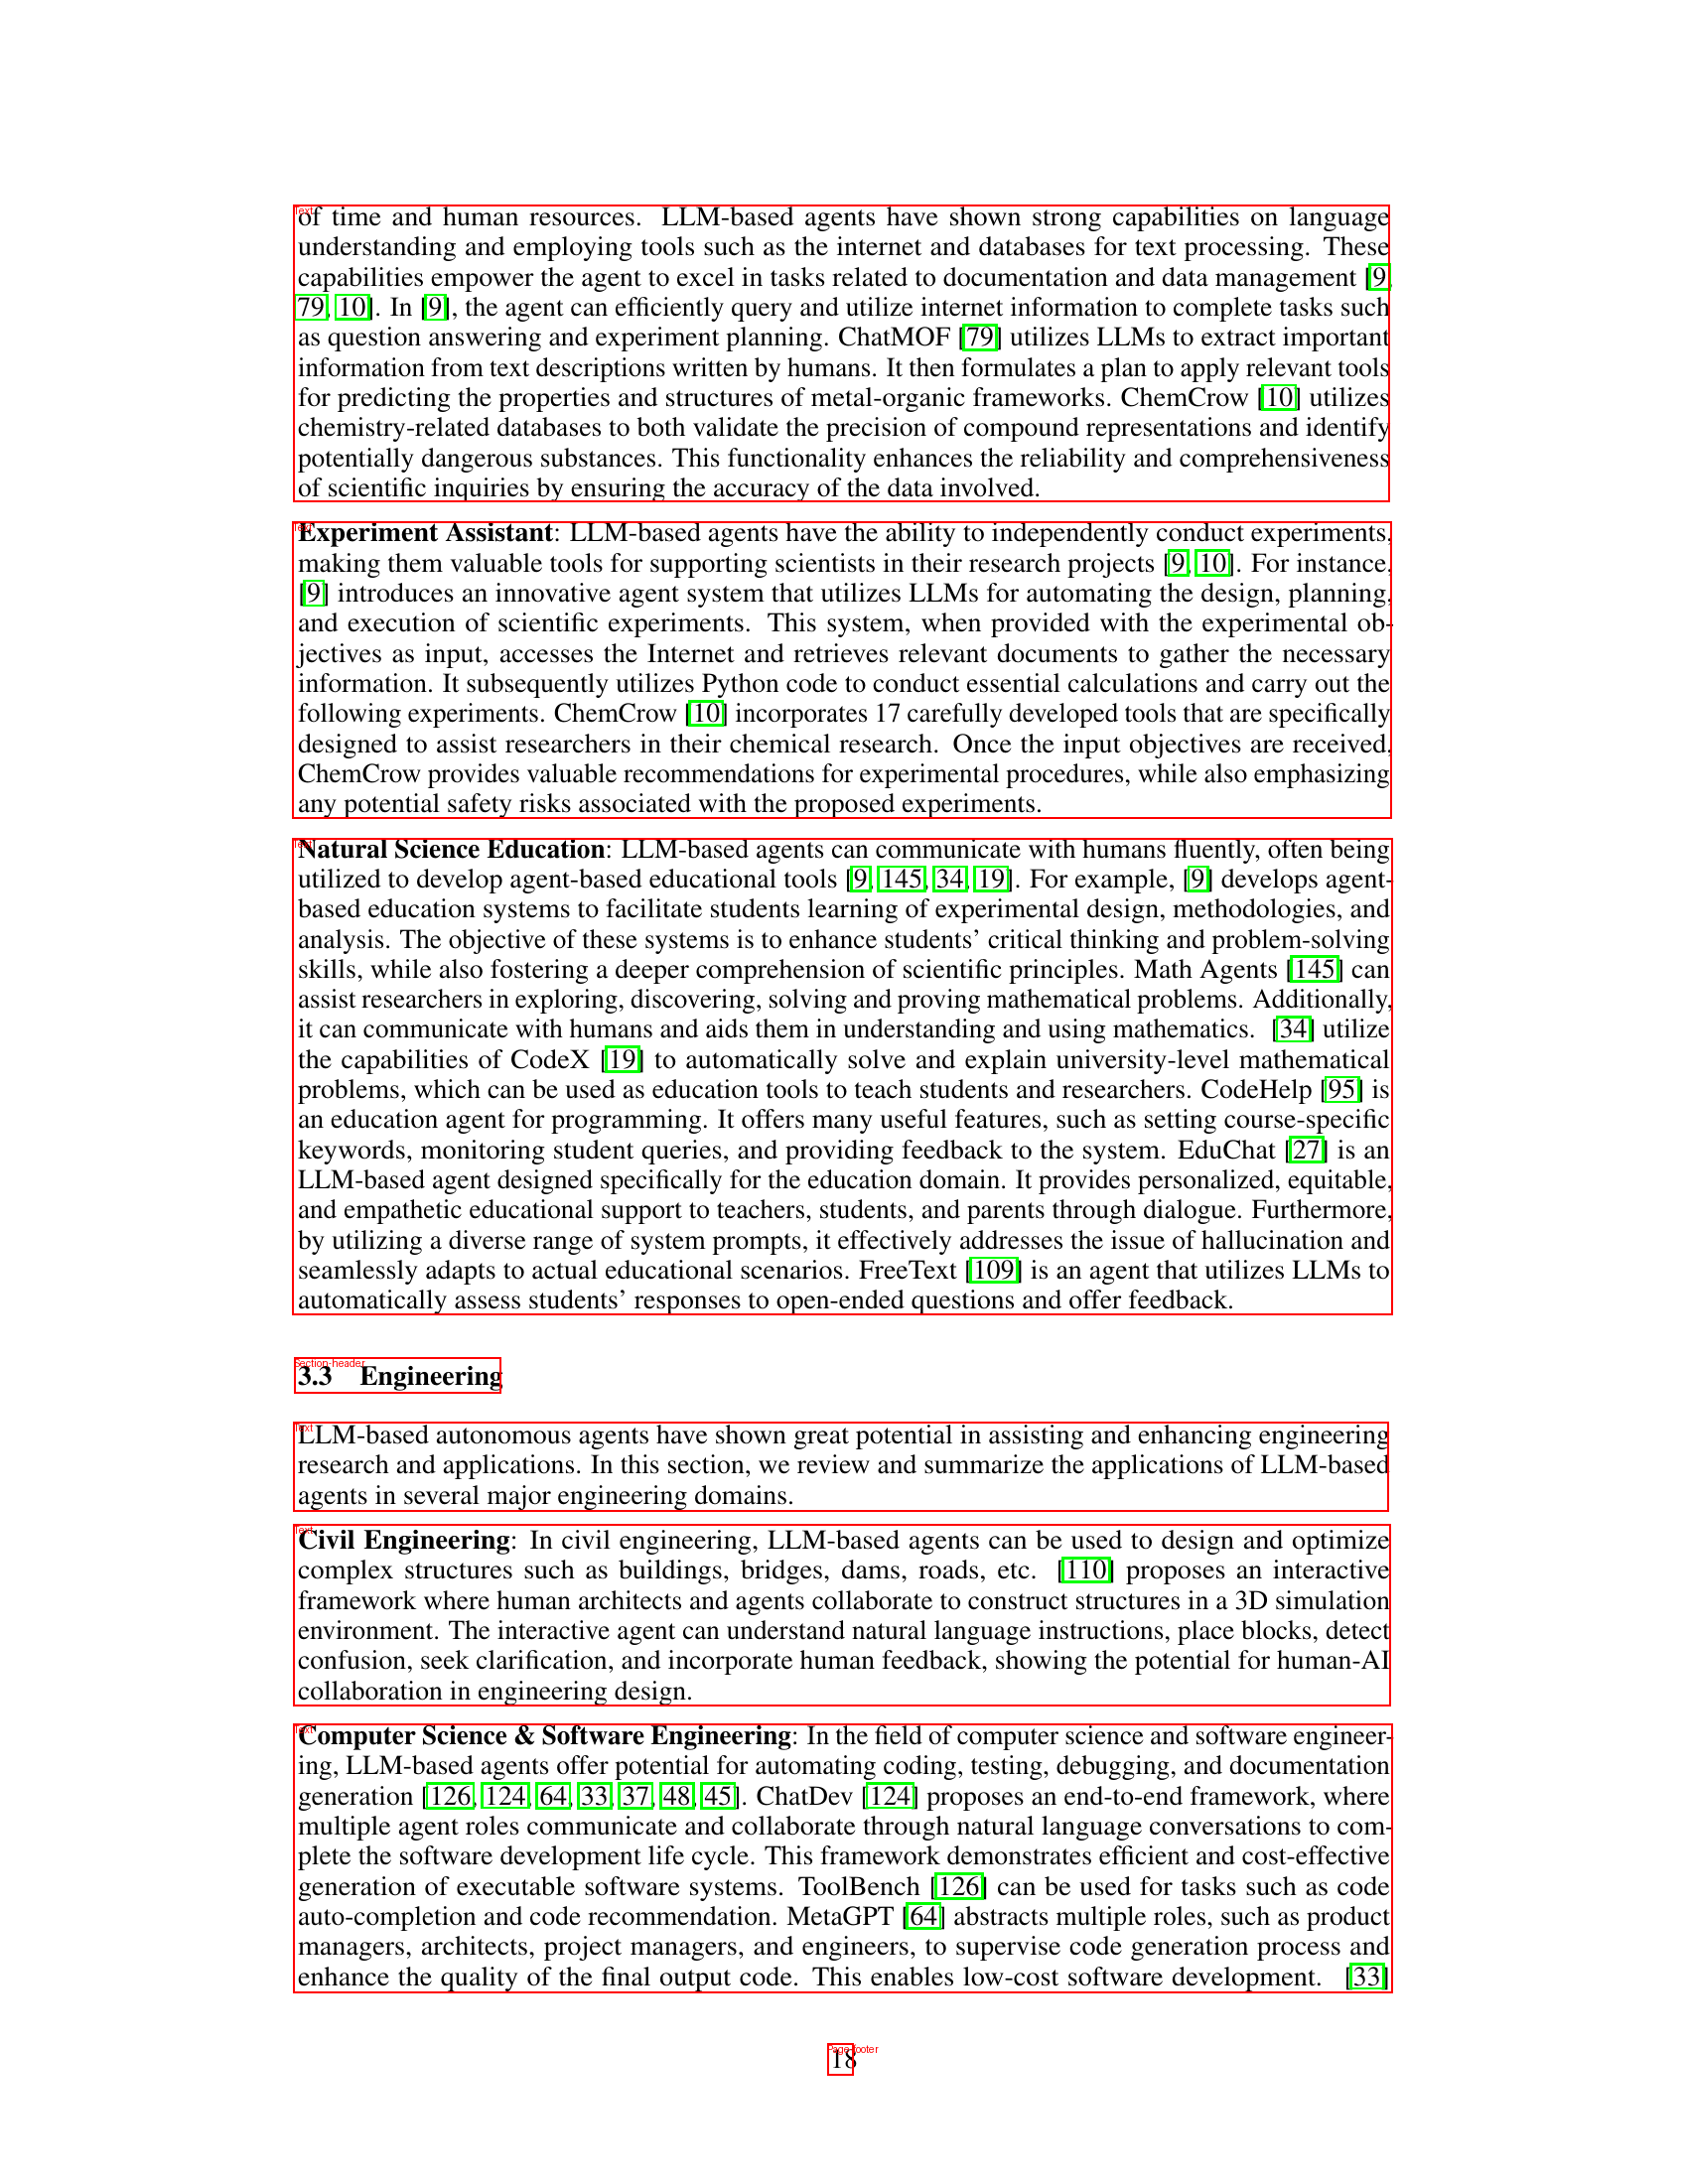 of time and human resources. LLM-based agents have shown strong capabilities on language
understanding and employing tools such as the internet and databases for text processing. These
capabilities empower the agent to excel in tasks related to documentation and data management [9,
79, 10]. In [9], the agent can efficiently query and utilize internet information to complete tasks such
as question answering and experiment planning. ChatMOF [79] utilizes LLMs to extract important
information from text descriptions written by humans. It then formulates a plan to apply relevant tools
for predicting the properties and structures of metal-organic frameworks. ChemCrow [10] utilizes
chemistry-related databases to both validate the precision of compound representations and identify
potentially dangerous substances. This functionality enhances the reliability and comprehensiveness
of scientific inquiries by ensuring the accuracy of the data involved.
Text
Experiment Assistant: LLM-based agents have the ability to independently conduct experiments,
making them valuable tools for supporting scientists in their research projects [9, 10]. For instance,
[9] introduces an innovative agent system that utilizes LLMs for automating the design, planning,
and execution of scientific experiments. This system, when provided with the experimental ob-
jectives as input, accesses the Internet and retrieves relevant documents to gather the necessary
information. It subsequently utilizes Python code to conduct essential calculations and carry out the
following experiments. ChemCrow [10] incorporates 17 carefully developed tools that are specifically
designed to assist researchers in their chemical research. Once the input objectives are received,
ChemCrow provides valuable recommendations for experimental procedures, while also emphasizing
any potential safety risks associated with the proposed experiments.
Text
Natural Science Education: LLM-based agents can communicate with humans fluently, often being
utilized to develop agent-based educational tools [9, 145, 34, 19]. For example, [9] develops agent-
based education systems to facilitate students learning of experimental design, methodologies, and
analysis. The objective of these systems is to enhance students' critical thinking and problem-solving
skills, while also fostering a deeper comprehension of scientific principles. Math Agents [145] can
assist researchers in exploring, discovering, solving and proving mathematical problems. Additionally,
it can communicate with humans and aids them in understanding and using mathematics. [34] utilize
the capabilities of CodeX [19] to automatically solve and explain university-level mathematical
problems, which can be used as education tools to teach students and researchers. CodeHelp [95] is
an education agent for programming. It offers many useful features, such as setting course-specific
keywords, monitoring student queries, and providing feedback to the system. EduChat [27] is an
LLM-based agent designed specifically for the education domain. It provides personalized, equitable,
and empathetic educational support to teachers, students, and parents through dialogue. Furthermore,
by utilizing a diverse range of system prompts, it effectively addresses the issue of hallucination and
seamlessly adapts to actual educational scenarios. FreeText [109] is an agent that utilizes LLMs to
automatically assess students' responses to open-ended questions and offer feedback.
Section-header
3.3 Engineering
Text
LLM-based autonomous agents have shown great potential in assisting and enhancing engineering
research and applications. In this section, we review and summarize the applications of LLM-based
agents in several major engineering domains.
Text
Civil Engineering: In civil engineering, LLM-based agents can be used to design and optimize
complex structures such as buildings, bridges, dams, roads, etc. [110] proposes an interactive
framework where human architects and agents collaborate to construct structures in a 3D simulation
environment. The interactive agent can understand natural language instructions, place blocks, detect
confusion, seek clarification, and incorporate human feedback, showing the potential for human-AI
collaboration in engineering design.
Text
Computer Science & Software Engineering: In the field of computer science and software engineer-
ing, LLM-based agents offer potential for automating coding, testing, debugging, and documentation
generation [126, 124, 64, 33, 37, 48, 45]. ChatDev [124] proposes an end-to-end framework, where
multiple agent roles communicate and collaborate through natural language conversations to com-
plete the software development life cycle. This framework demonstrates efficient and cost-effective
generation of executable software systems. ToolBench [126] can be used for tasks such as code
auto-completion and code recommendation. MetaGPT [64] abstracts multiple roles, such as product
managers, architects, project managers, and engineers, to supervise code generation process and
enhance the quality of the final output code. This enables low-cost software development. [33]
Page-footer
18